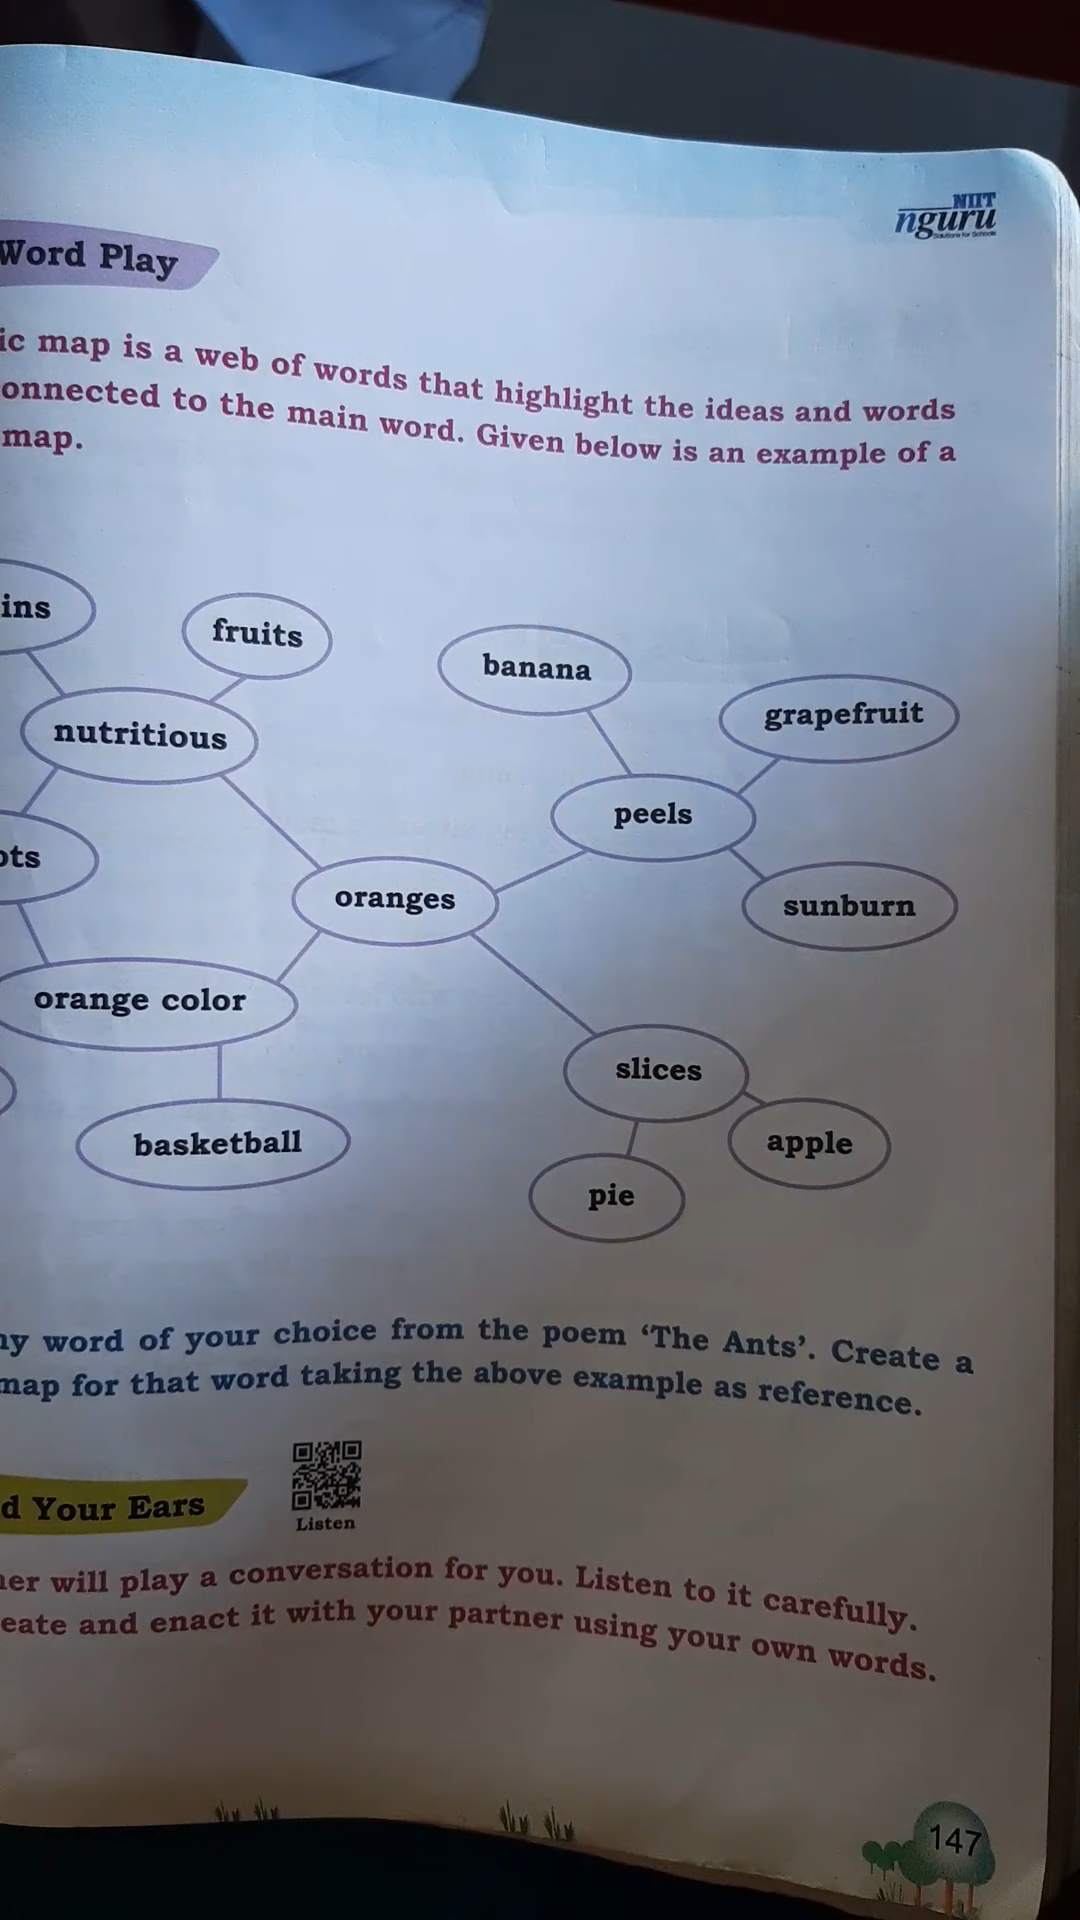 NIIT
nguru
Solutions for Schools
Word Play
ic map is a web of words that highlight the ideas and words
onnected to the main word. Given below is an example of a
map.
ins
fruits
banana
grapefruit
nutritious
peels
ots
oranges
sunburn
orange color
slices
basketball
apple
pie
ny word of your choice from the poem ‘The Ants’. Create a
map for that word taking the above example as reference.
d Your Ears
Listen
her will play a conversation for you. Listen to it carefully.
eate and enact it with your partner using your own words.
147